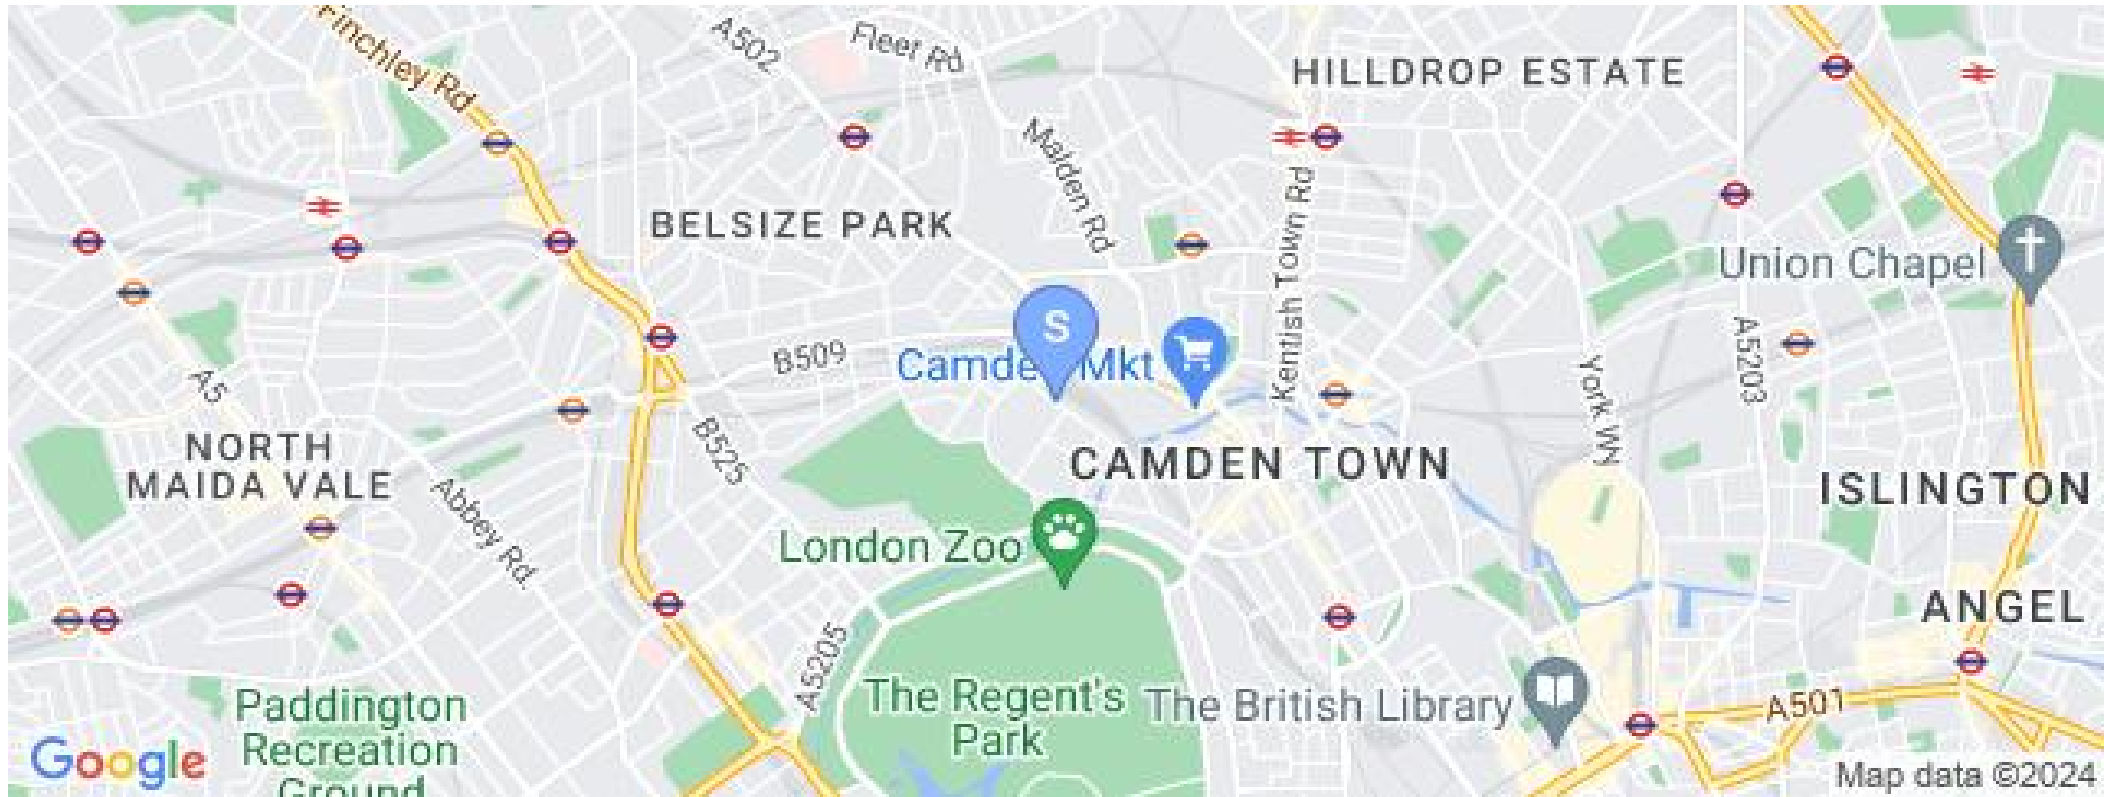 Finchley Rd
A502
Fleet Rd
HILLDROP ESTATE
Malden Rd
BELSIZE PARK
Kentish Town Rd
Union Chapel
S
B509
Camden Mkt
A5203
York Wy
A5
B525
NORTH
MAIDA VALE
CAMDEN TOWN
ISLINGTON
Abbey Rd.
London Zoo
ANGEL
A5205
The Regent's
Park
The British Library
A501
Paddington
Recreation
Ground
Google
Map data ©2024